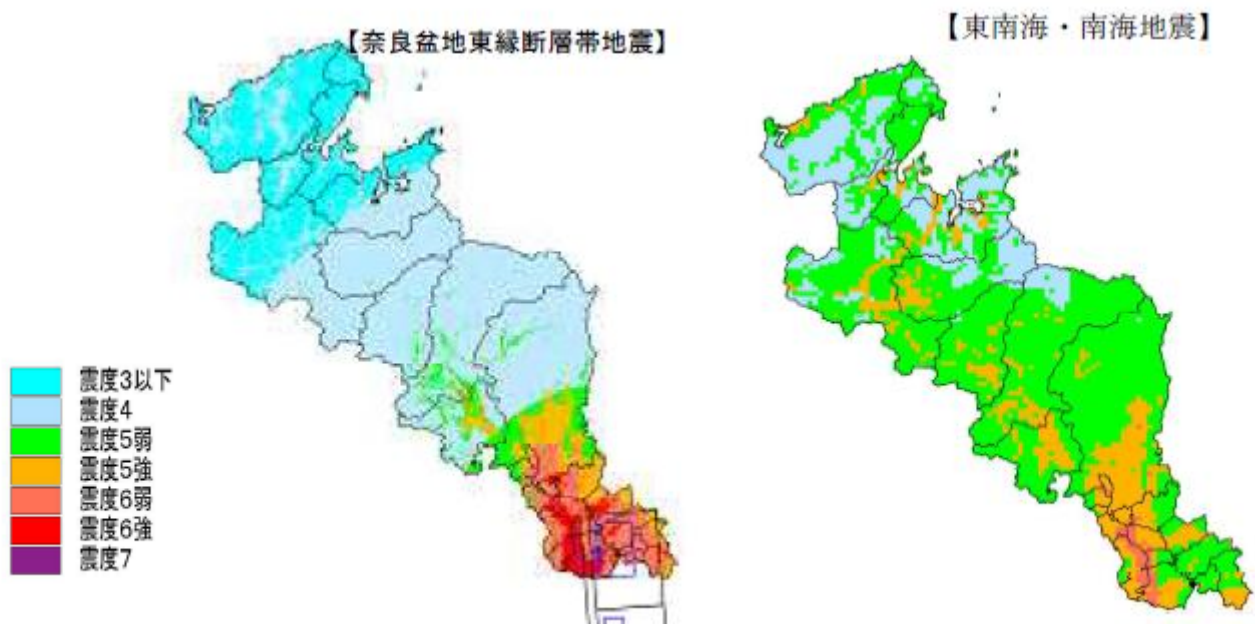 【奈良盆地東縁断層帯地震】
【東南海・南海地震】
震度3以下
震度4
震度5弱
震度5強
震度6弱
震度6強
震度7